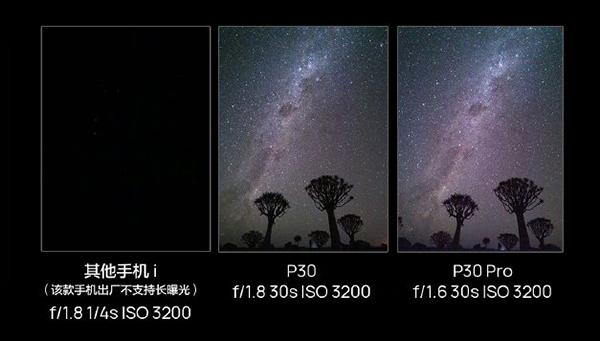 其他手机 i
（该款手机出厂不支持长曝光）
f/1.8 1/4s ISO 3200
P30
f/1.8 30s ISO 3200
P30 Pro
f/1.6 30s ISO 3200